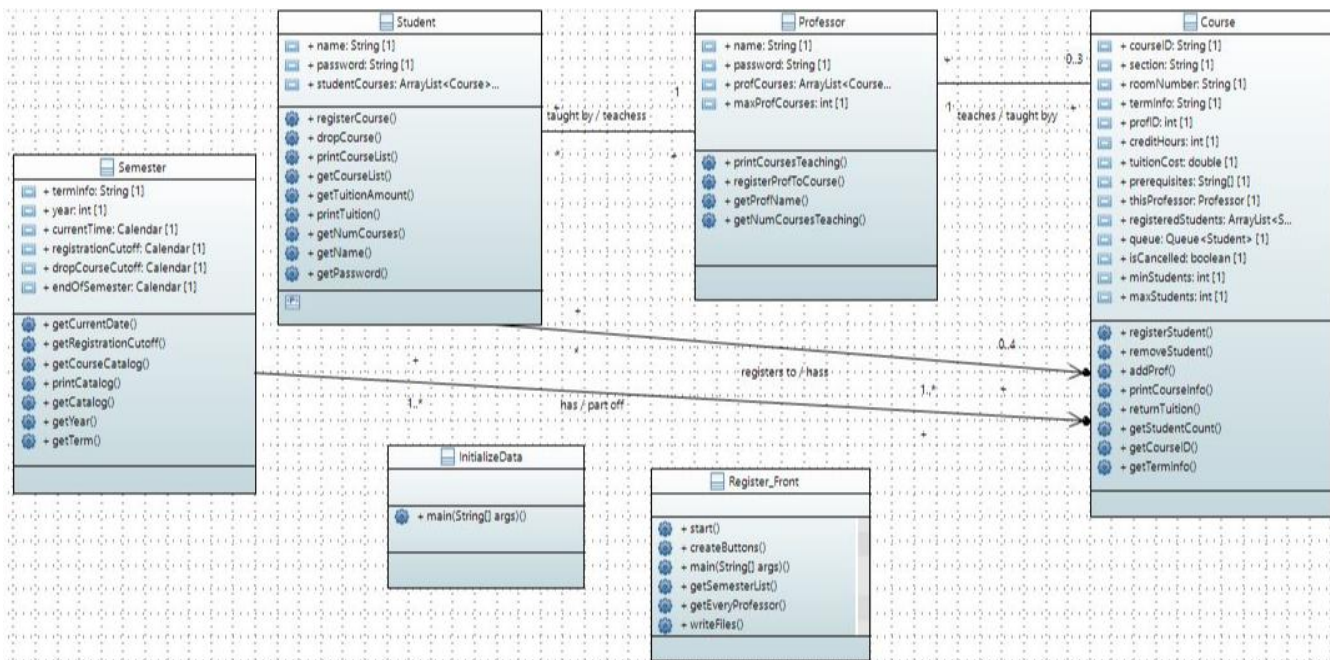 Student
+ name: String [1]
+ password: String [1]
+ studentCourses: ArrayList<Course>...
+ registerCourse()
+ dropCourse()
+ printCourseList()
+ getCourseList()
+ getTuitionAmount()
+ printTuition()
+ getNumCourses()
+ getName()
+ getPassword()
Professor
+ name: String [1]
+ password: String [1]
+ profCourses: ArrayList<Course...
+ maxProfCourses: int [1]
+ printCoursesTeaching()
+ registerProfToCourse()
+ getProfName()
+ getNumCoursesTeaching()
Course
+ courseID: String [1]
+ section: String [1]
+ roomNumber: String [1]
+ termInfo: String [1]
+ profID: int [1]
+ creditHours: int [1]
+ tuitionCost: double [1]
+ prerequisites: String[] [1]
+ thisProfessor: Professor [1]
+ registeredStudents: ArrayList<S...
+ queue: Queue<Student> [1]
+ isCancelled: boolean [1]
+ minStudents: int [1]
+ maxStudents: int [1]
+ registerStudent()
+ removeStudent()
+ addProf()
+ printCourseInfo()
+ returnTuition()
+ getStudentCount()
+ getCourseID()
+ getTermInfo()
+ 0..3
1 teaches / taught byy +
1
+
taught by / teachess
* +
Semester
+ termInfo: String [1]
+ year: int [1]
+ currentTime: Calendar [1]
+ registrationCutoff: Calendar [1]
+ dropCourseCutoff: Calendar [1]
+ endOfSemester: Calendar [1]
+ getCurrentDate()
+ getRegistrationCutoff()
+ getCourseCatalog()
+ printCatalog()
+ getCatalog()
+ getYear()
+ getTerm()
+
* 0..4
registers to / hass
+
+ 1..*
1..* has / part off
+
InitializeData
+ main(String[] args)()
Register_Front
+ start()
+ createButtons()
+ main(String[] args)()
+ getSemesterList()
+ getEveryProfessor()
+ writeFiles()